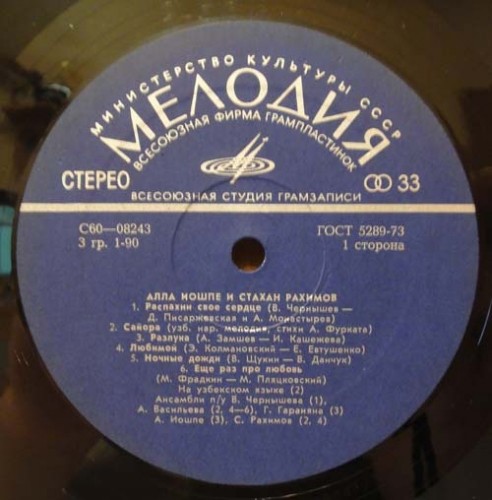 МИНИСТЕРСТВО КУЛЬТУРЫ СССР
МЕЛОДИЯ
ВСЕСОЮЗНАЯ ФИРМА ГРАМПЛАСТИНОК
СТЕРЕО 33
ВСЕСОЮЗНАЯ СТУДИЯ ГРАМЗАПИСИ
С60—08243 ГОСТ 5289-73
3 гр. 1-90 1 сторона
АЛЛА ИОШПЕ И СТАХАН РАХИМОВ
1. Распахни свое сердце (В. Чернышев —
Д. Писаржевская и А. Монастырев)
2. Сайёра (узб. нар. мелодия, стихи А. Фурката)
3. Разлука (А. Замшев — И. Кашежева)
4. Любимой (Э. Колмановский — Е. Евтушенко)
5. Ночные дожди (В. Щукин — В. Данчук)
6. Еще раз про любовь
(М. Фрадкин — М. Пляцковский)
На узбекском языке (2)
Ансамбли п/у В. Чернышева (1),
А. Васильева (2, 4—6), Г. Гараняна (3)
А. Иошпе (3), С. Рахимов (2, 4)